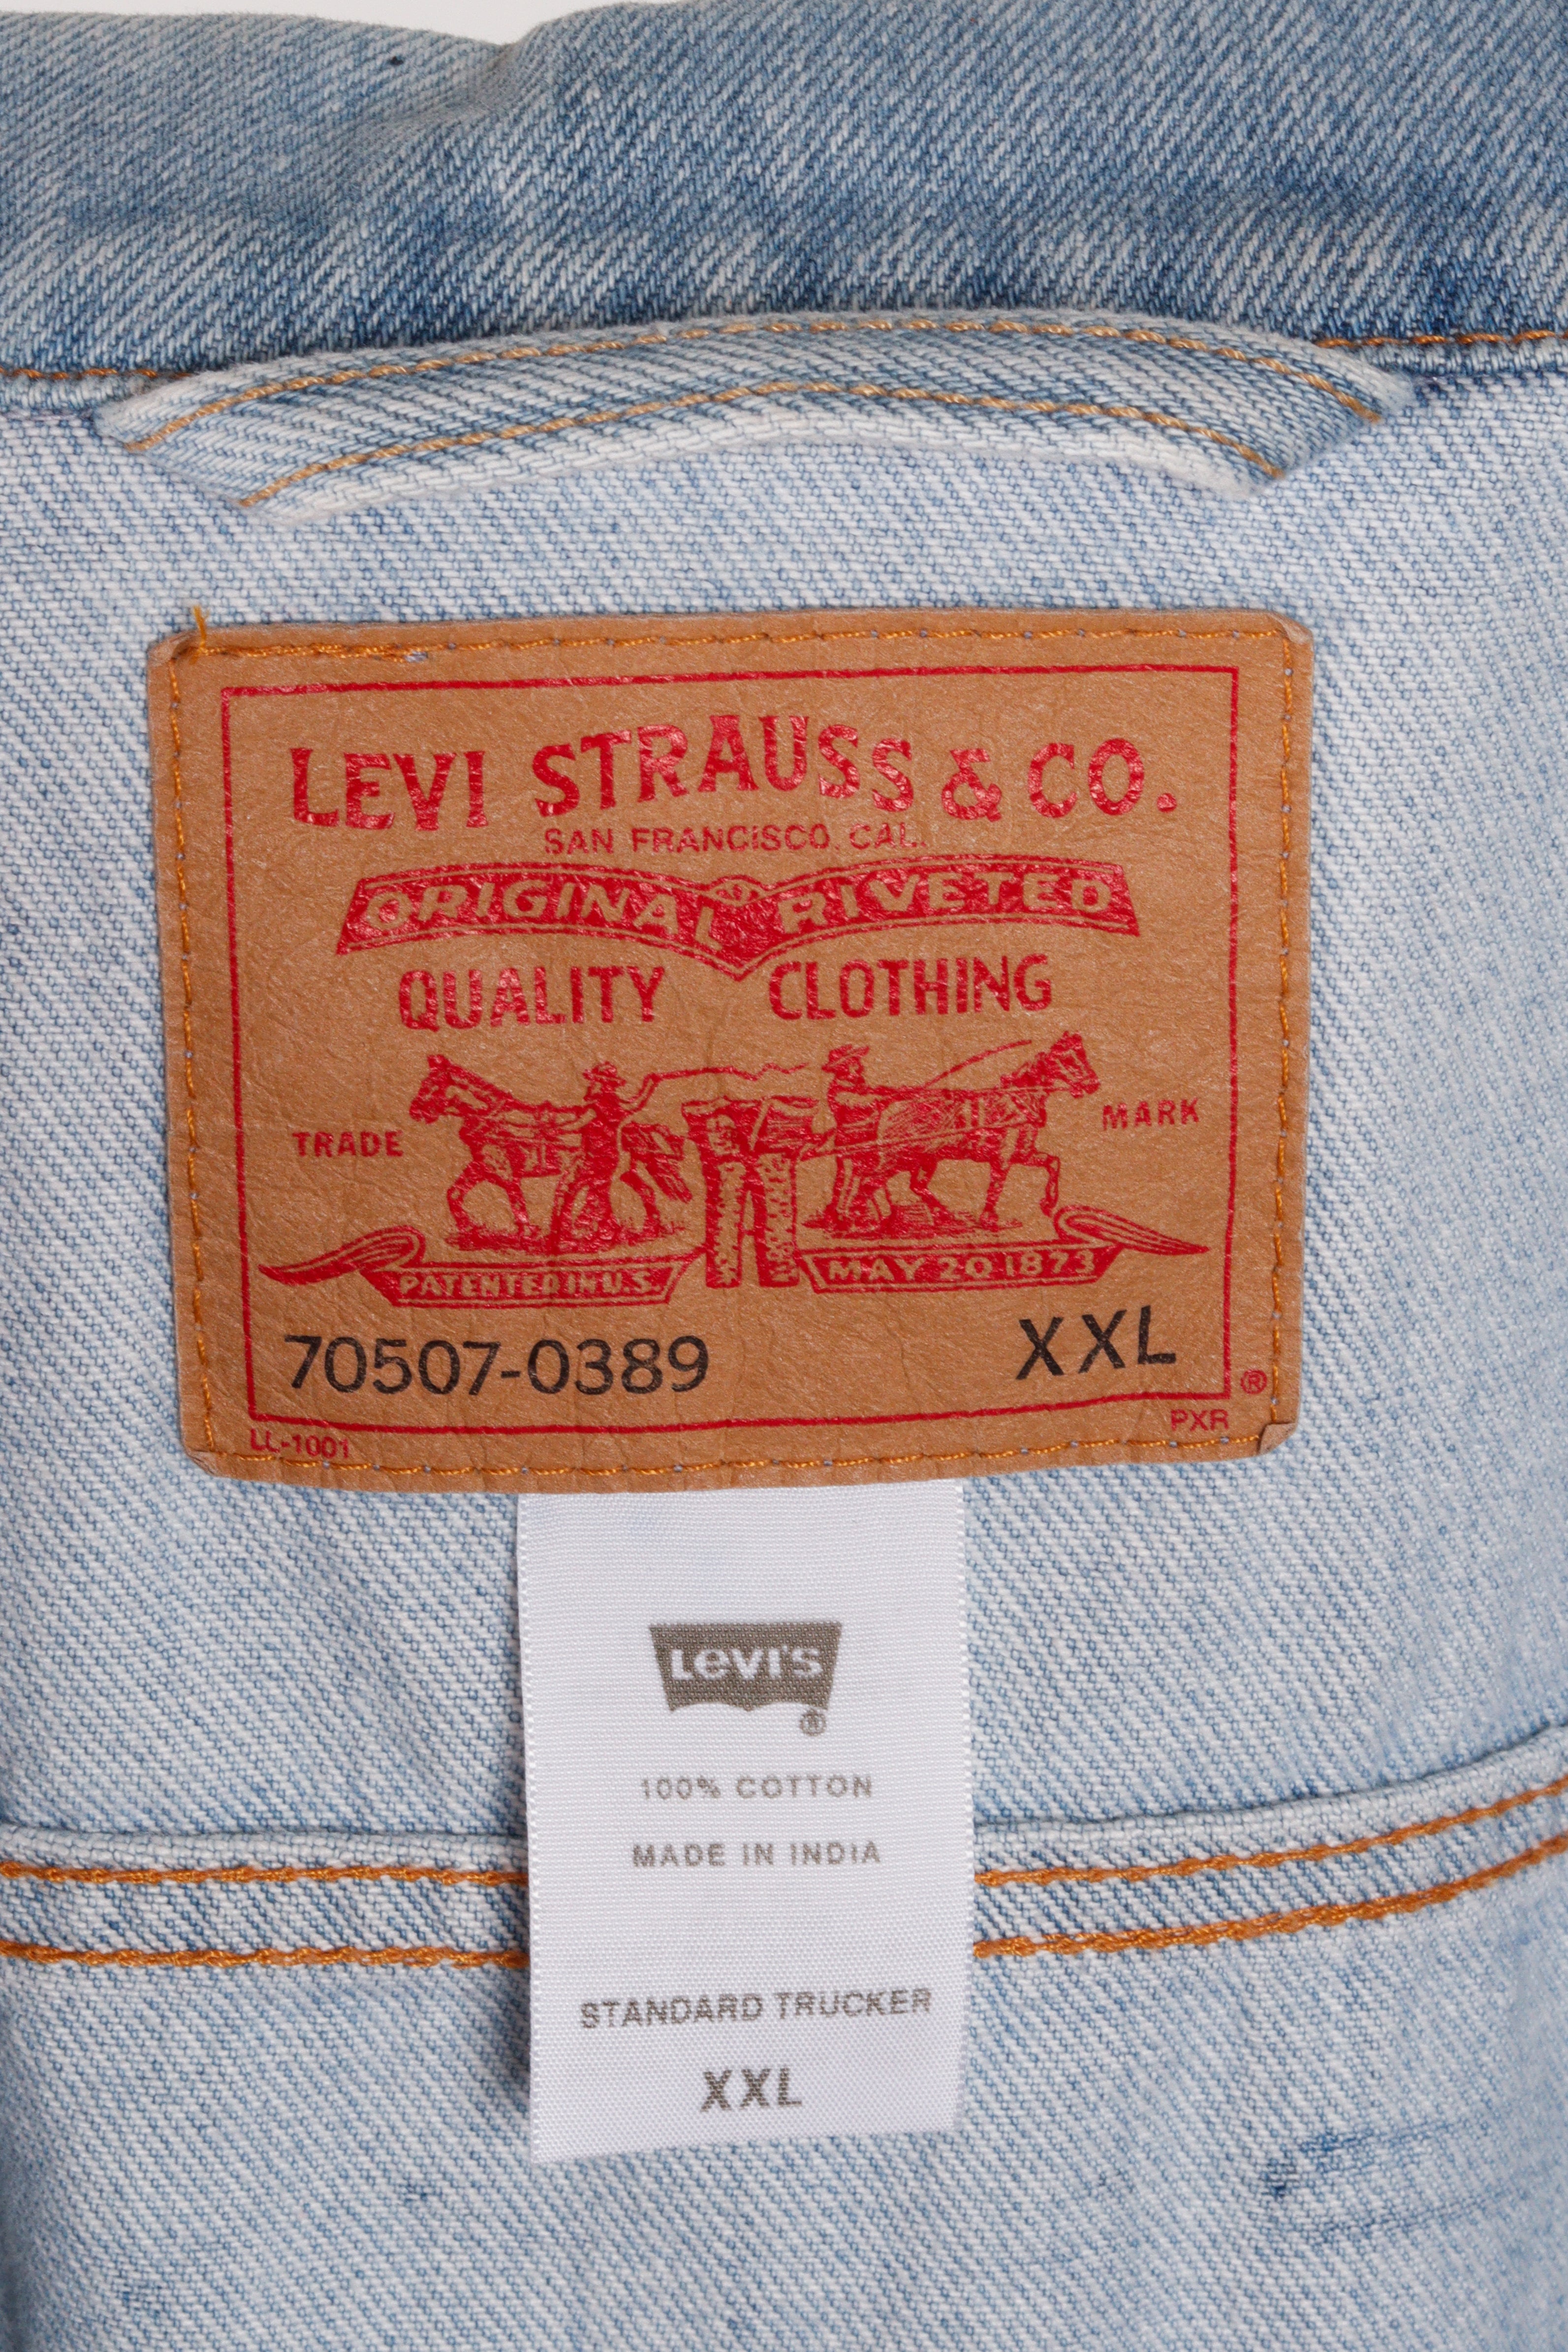 LEVI STRAUSS & CO.
SAN FRANCISCO, CAL.
ORIGINAL RIVETED
QUALITY CLOTHING
TRADE MARK
PATENTED IN U.S. MAY 20 1873
70507-0389 XXL
®
LL-1001 PXR
Levi's
®
100% COTTON
MADE IN INDIA
STANDARD TRUCKER
XXL